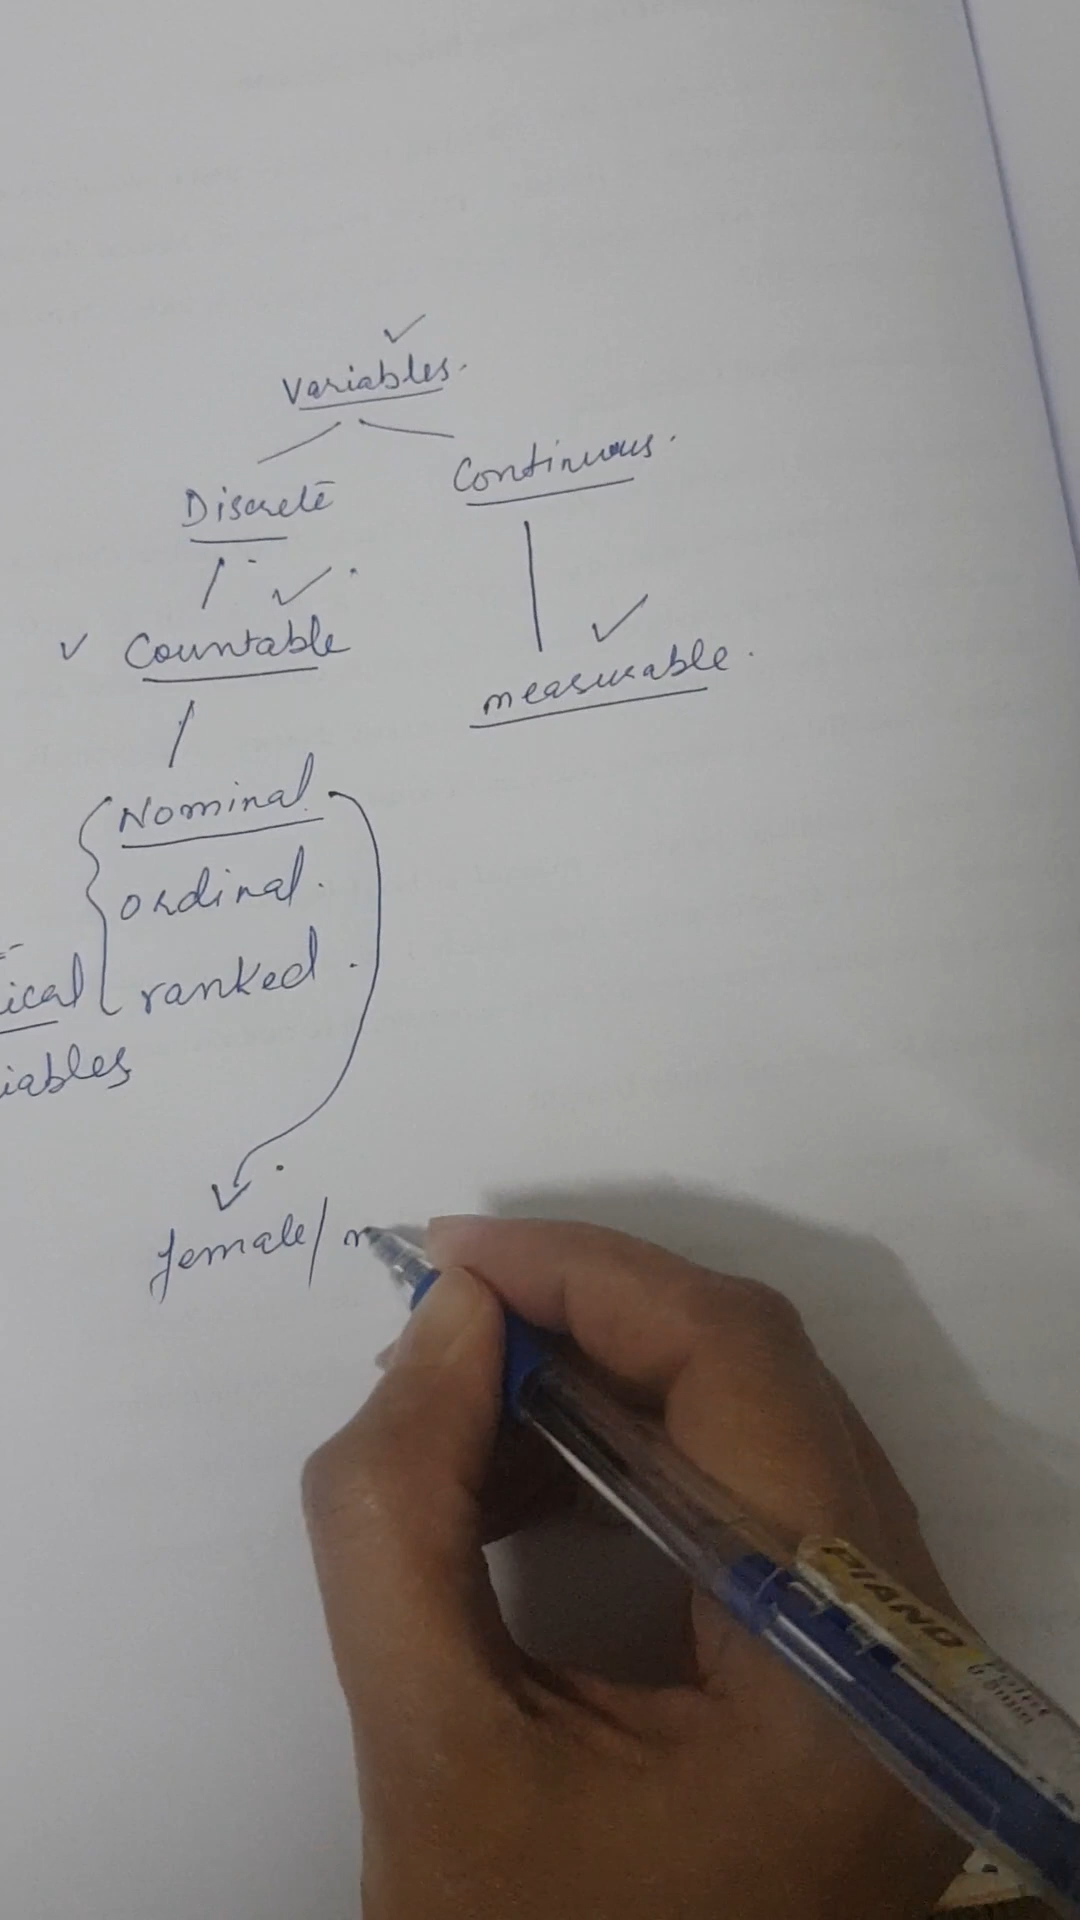 Variables.
Discrete
Continuous.
Countable
measurable.
Nominal.
ordinal.
ranked.
ical
iables
female/ m
PIANO